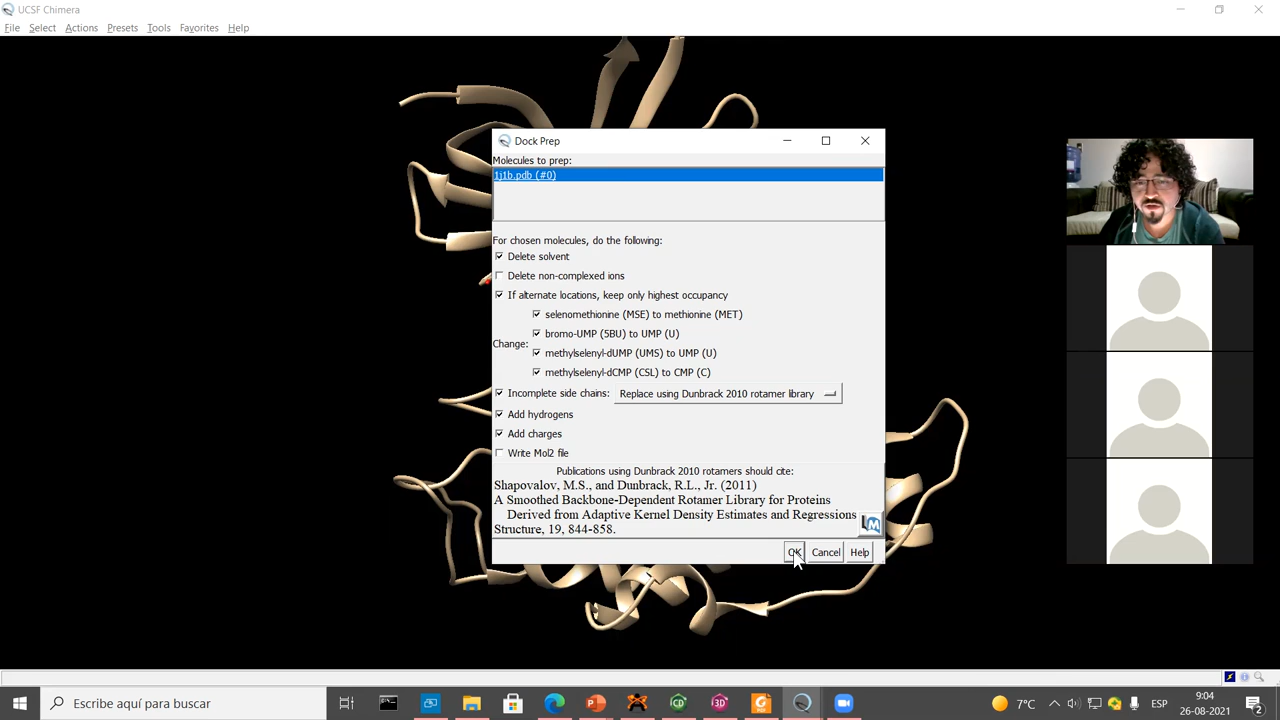 UCSF Chimera
File Select Actions Presets Tools Favorites Help
Dock Prep
Molecules to prep:
1j1b.pdb (#0)
For chosen molecules, do the following:
Delete solvent
Delete non-complexed ions
If alternate locations, keep only highest occupancy
selenomethionine (MSE) to methionine (MET)
bromo-UMP (5BU) to UMP (U)
Change:
methylselenyl-dUMP (UMS) to UMP (U)
methylselenyl-dCMP (CSL) to CMP (C)
Incomplete side chains: Replace using Dunbrack 2010 rotamer library
Add hydrogens
Add charges
Write Mol2 file
Publications using Dunbrack 2010 rotamers should cite:
Shapovalov, M.S., and Dunbrack, R.L., Jr. (2011)
A Smoothed Backbone-Dependent Rotamer Library for Proteins
Derived from Adaptive Kernel Density Estimates and Regressions
Structure, 19, 844-858.
OK Cancel Help
Escribe aquí para buscar
CD
3D
7°C
ESP
9:04
26-08-2021
2